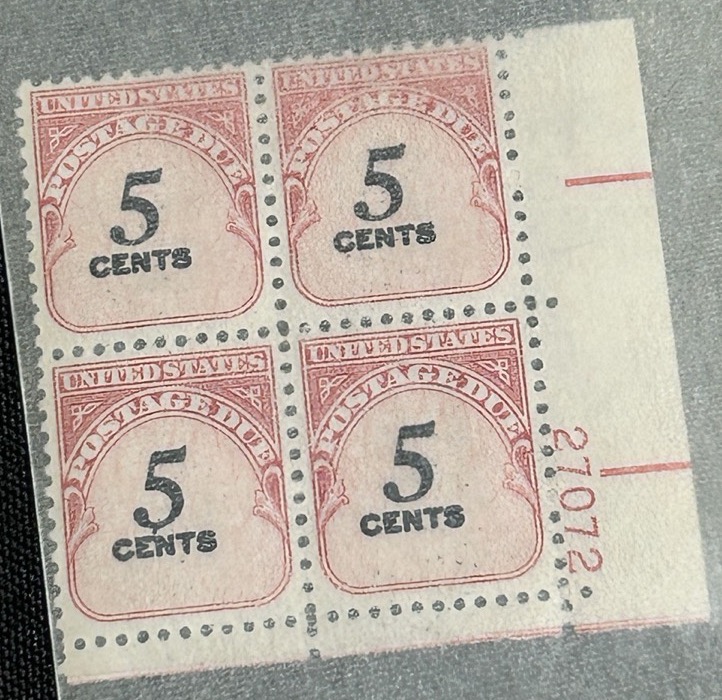 UNITED STATES
POSTAGE DUE
5
CENTS
UNITED STATES
POSTAGE DUE
5
CENTS
UNITED STATES
POSTAGE DUE
5
CENTS
UNITED STATES
POSTAGE DUE
5
CENTS
27072